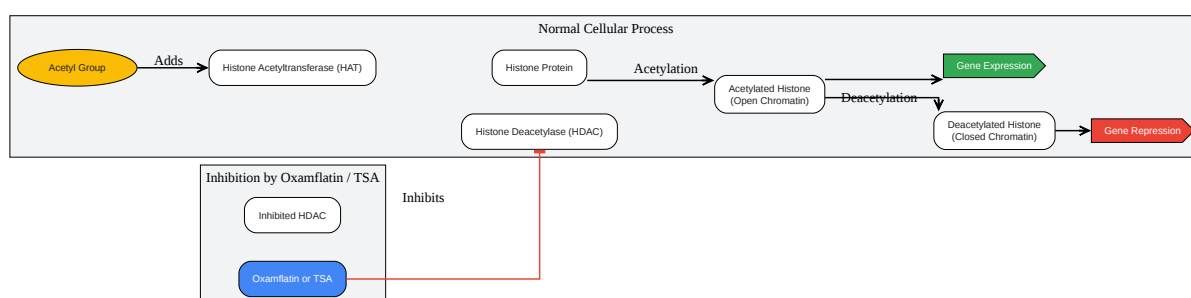 Normal Cellular Process
Acetyl Group
Adds
Histone Acetyltransferase (HAT)
Histone Protein
Acetylation
Acetylated Histone
(Open Chromatin)
Gene Expression
Deacetylation
Histone Deacetylase (HDAC)
Deacetylated Histone
(Closed Chromatin)
Gene Repression
Inhibition by Oxamflatin / TSA
Inhibits
Inhibited HDAC
Oxamflatin or TSA